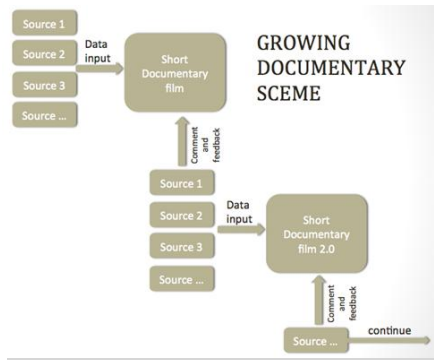 Source 1
Source 2
Source 3
Source ...
Data
input
Short
Documentary
film
GROWING
DOCUMENTARY
SCEME
Comment
and
feedback
Source 1
Source 2
Source 3
Source ...
Data
input
Short
Documentary
film 2.0
Comment
and
feedback
Source ...
continue